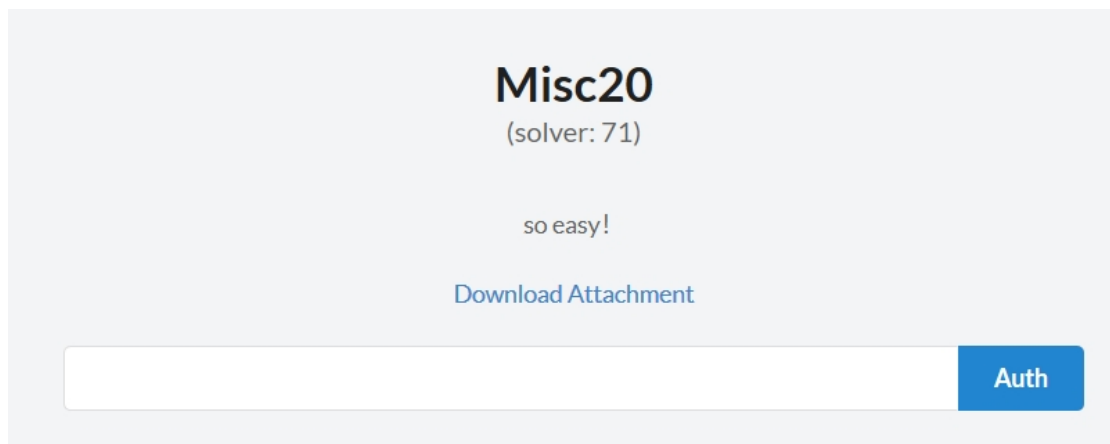 Misc20
(solver: 71)
so easy!
Download Attachment
Auth